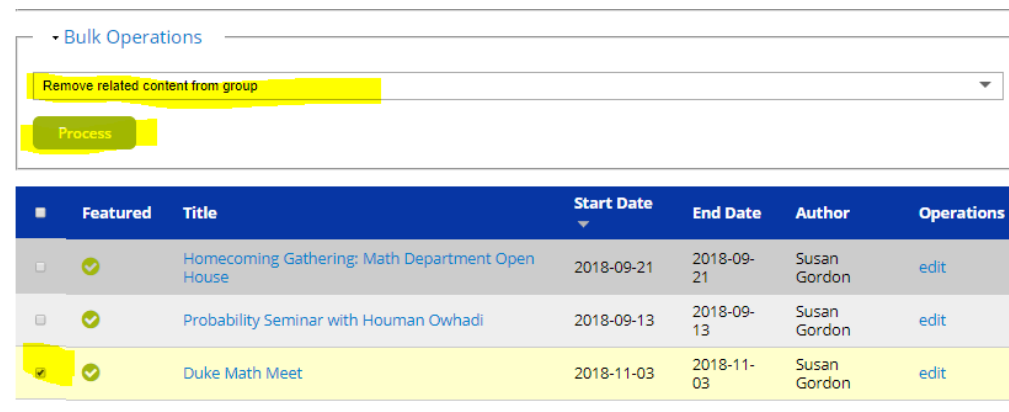 Bulk Operations
Remove related content from group
Process
Featured Title Start Date End Date Author Operations
Homecoming Gathering: Math Department Open
House
2018-09-21
2018-09-
21
Susan
Gordon
edit
Probability Seminar with Houman Owhadi
2018-09-13
2018-09-
13
Susan
Gordon
edit
Duke Math Meet
2018-11-03
2018-11-
03
Susan
Gordon
edit